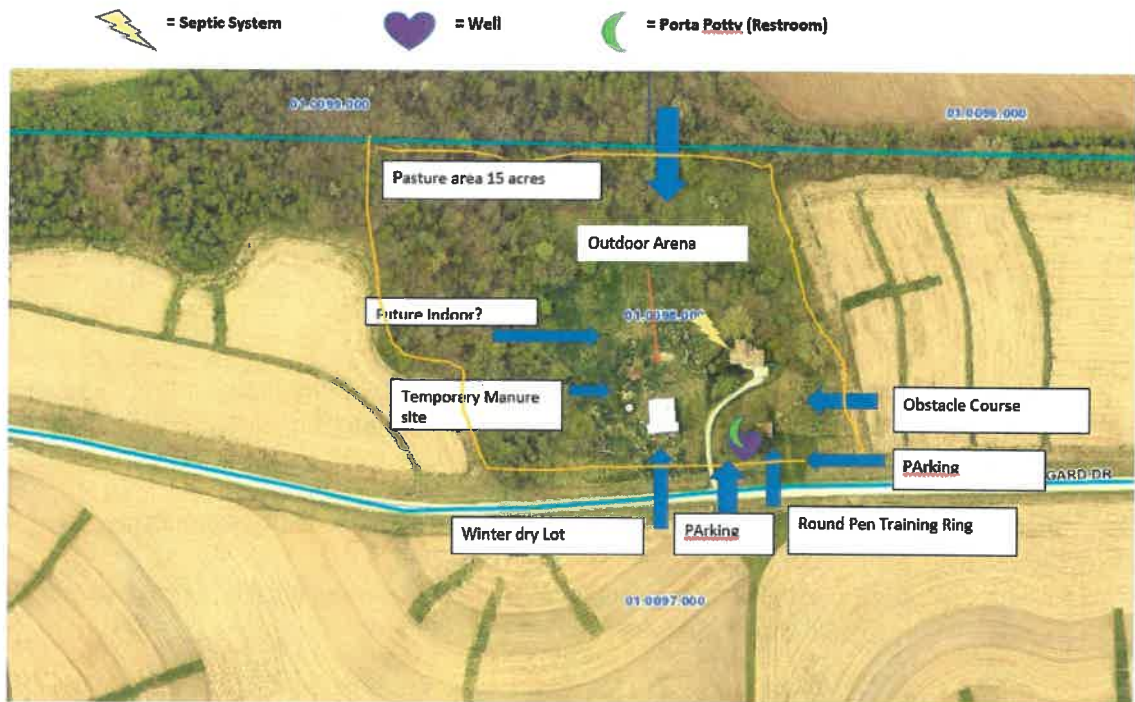 = Septic System
= Well
= Porta Potty (Restroom)
01.0099.000
01.0096.000
Pasture area 15 acres
Outdoor Arena
Future Indoor?
01.0098.000
Temporary Manure
site
Obstacle Course
PArking
GARD DR
Winter dry Lot
PArking
Round Pen Training Ring
01.0097.000